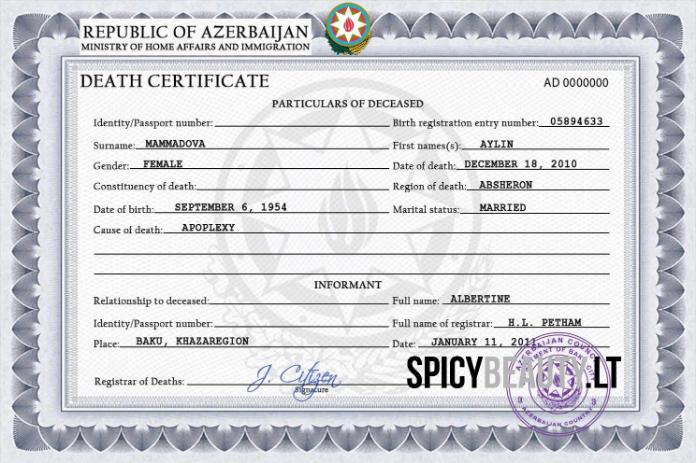 REPUBLIC OF AZERBAIJAN
MINISTRY OF HOME AFFAIRS AND IMMIGRATION
DEATH CERTIFICATE
AD 0000000
PARTICULARS OF DECEASED
Identity/Passport number: Birth registration entry number: 05894633
Surname: MAMMADOVA First names(s): AYLIN
Gender: FEMALE Date of death: DECEMBER 18, 2010
Constituency of death: Region of death: ABSHERON
Date of birth: SEPTEMBER 6, 1954 Marital status: MARRIED
Cause of death: APOPLEXY
INFORMANT
Relationship to deceased: Full name: ALBERTINE
Identity/Passport number: Full name of registrar: H.L. PETHAM
Place: BAKU, KHAZAREGION Date: JANUARY 11, 2011
Registrar of Deaths: J. Citizen
Signature
SPICYBEAUTY.LT
AZERBAIJAN COUNCIL
AZERBAIJAN COUNTRY